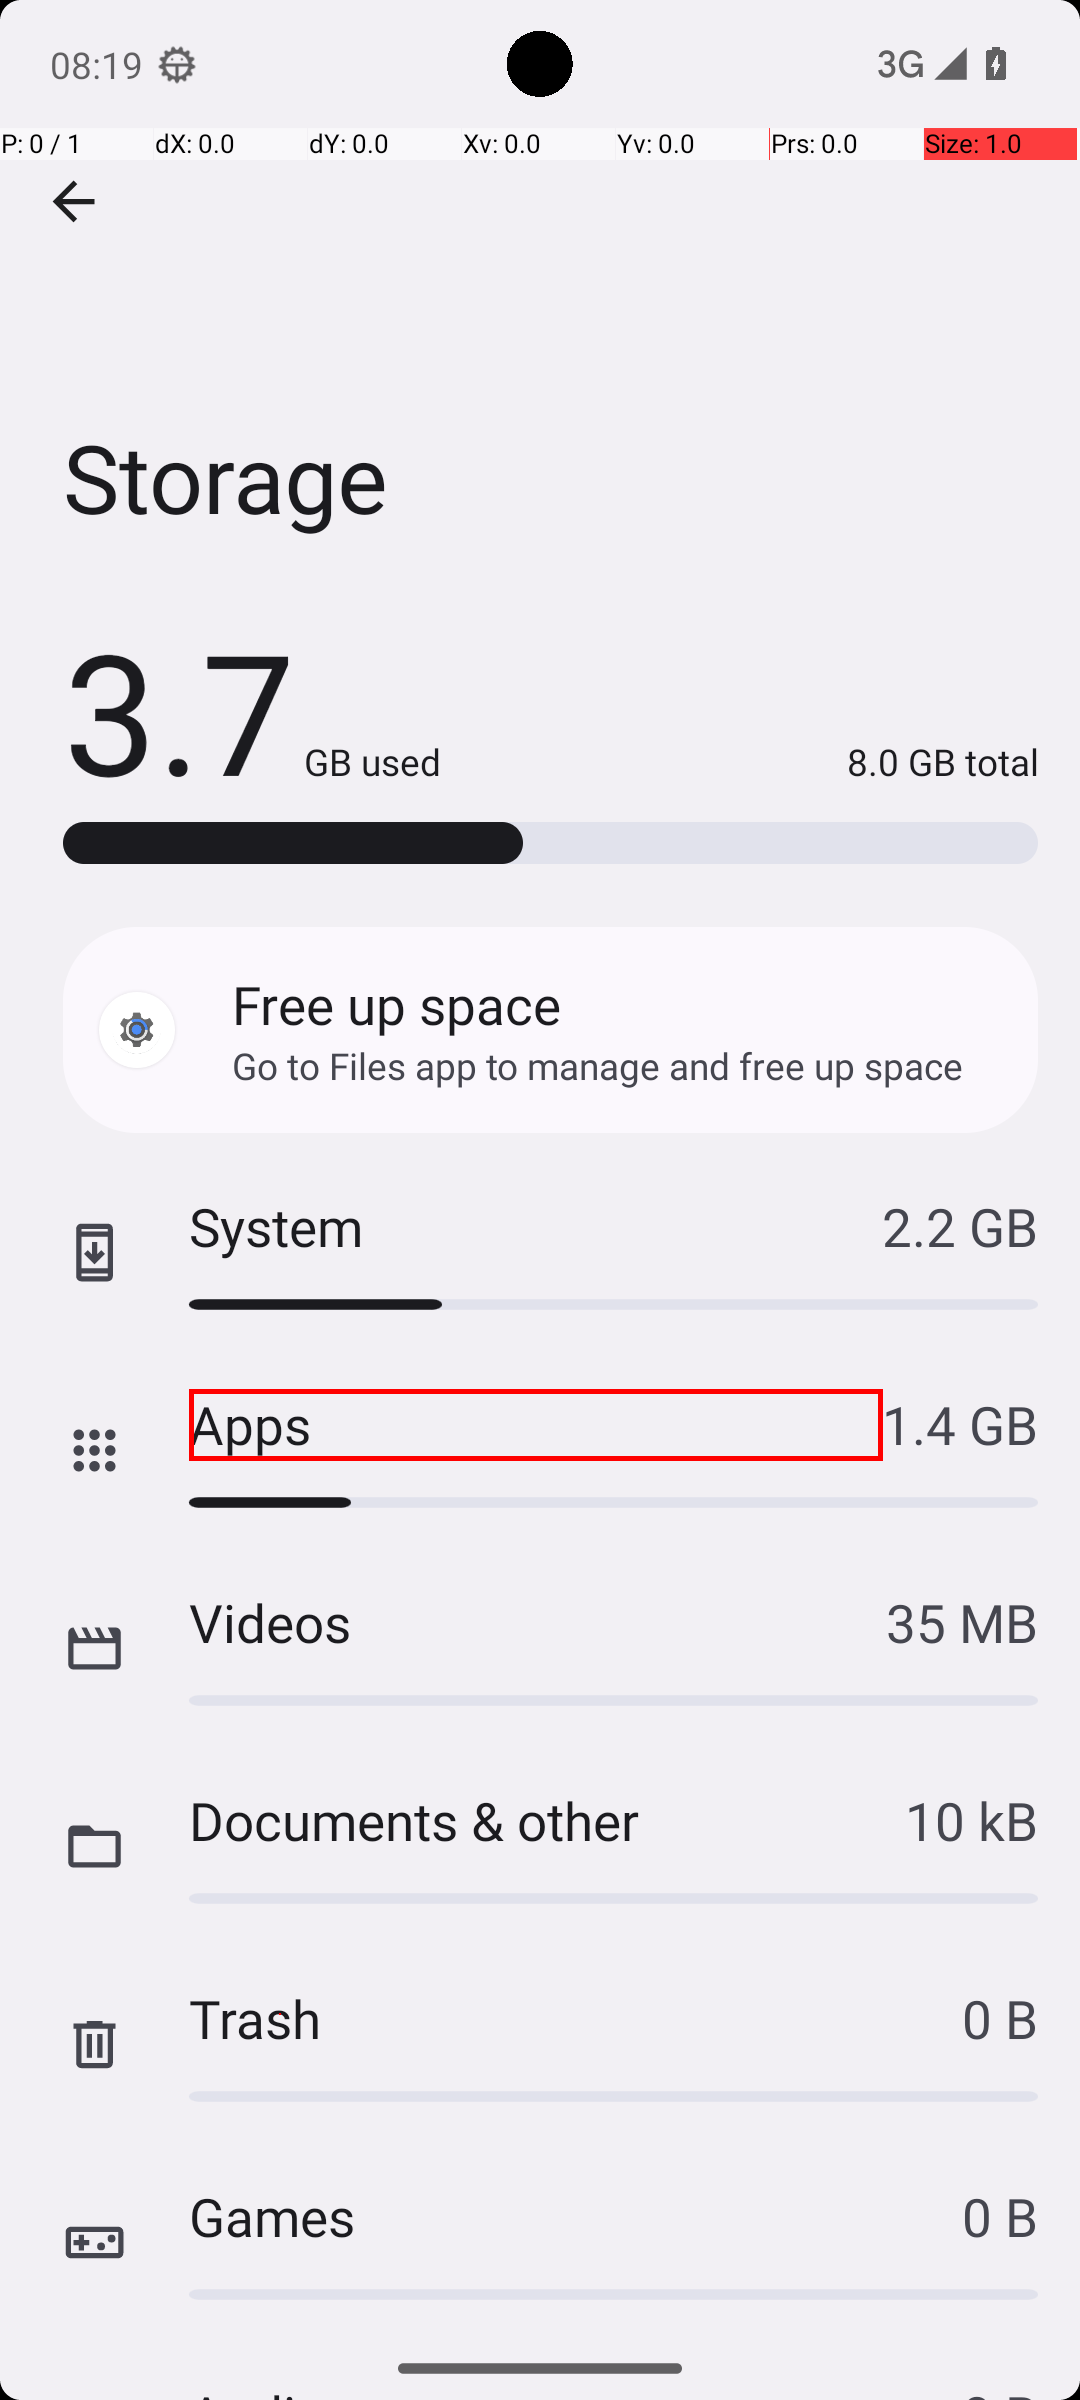 08:19
3G
P: 0 / 1 dX: 0.0 dY: 0.0 Xv: 0.0 Yv: 0.0 Prs: 0.0 Size: 1.0
Storage
3.7 GB used 8.0 GB total
Free up space
Go to Files app to manage and free up space
System 2.2 GB
Apps 1.4 GB
Videos 35 MB
Documents & other 10 kB
Trash 0 B
Games 0 B